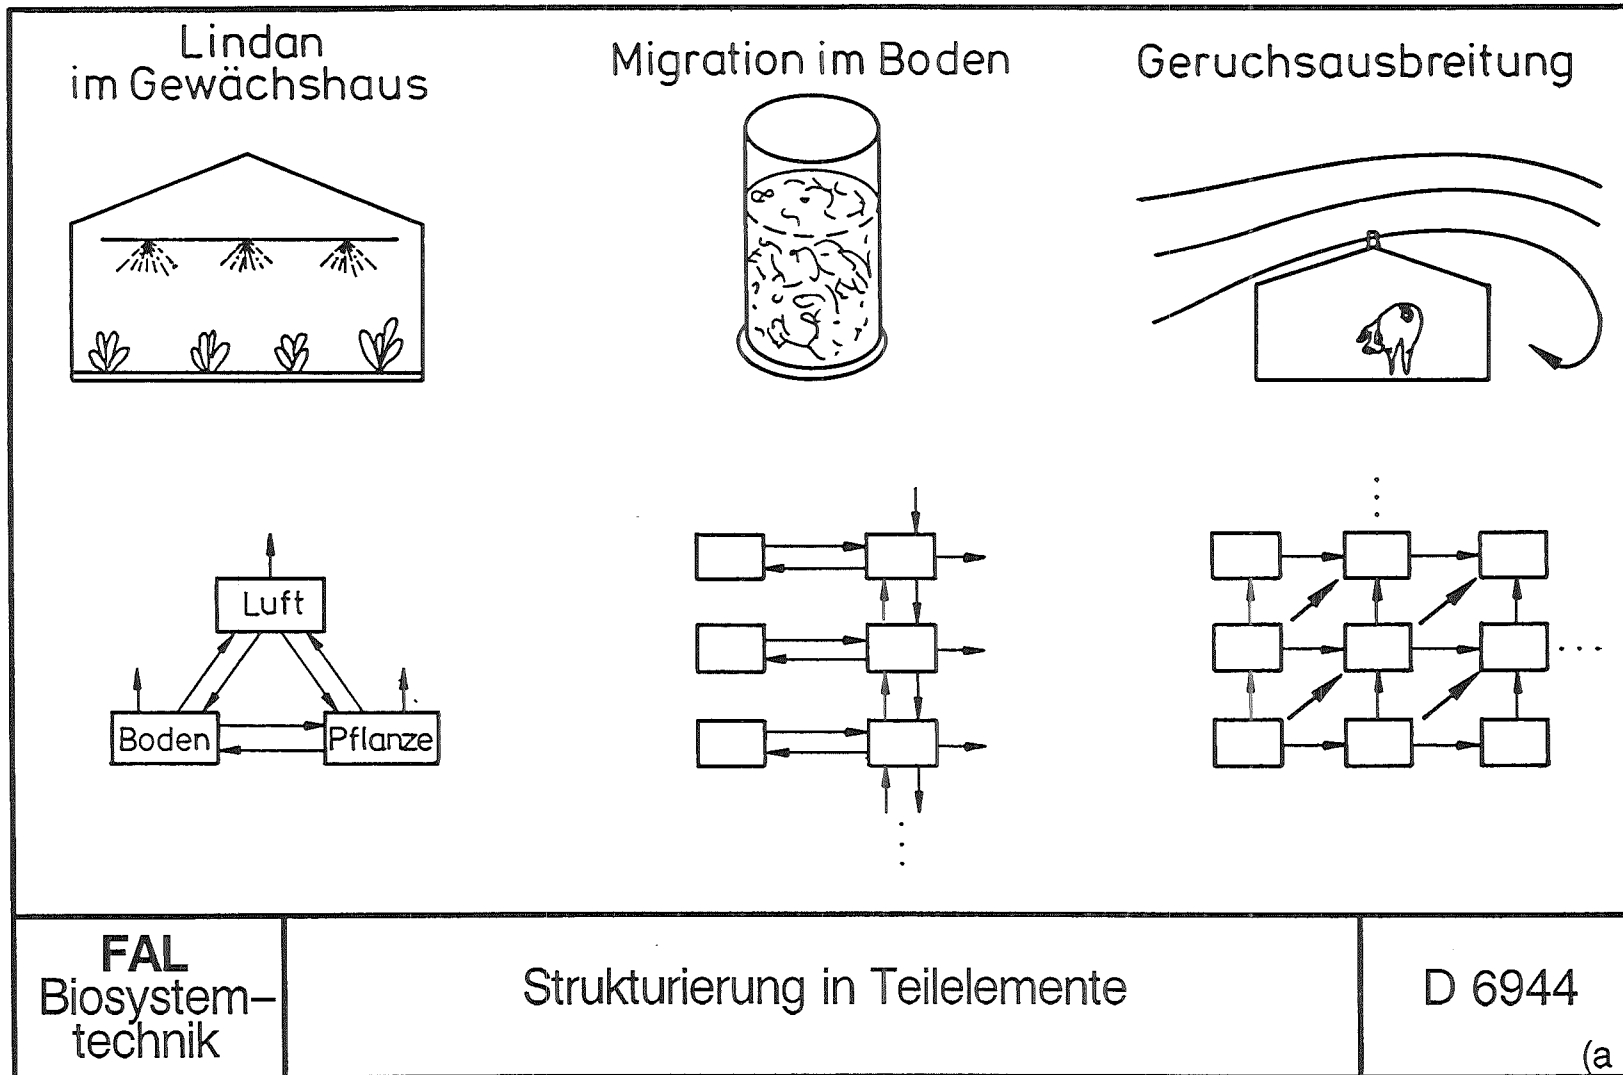 Lindan
im Gewächshaus
Migration im Boden
Geruchsausbreitung
Luft
Boden
Pflanze
FAL
Biosystem-
technik
Strukturierung in Teilelemente
D 6944
(a